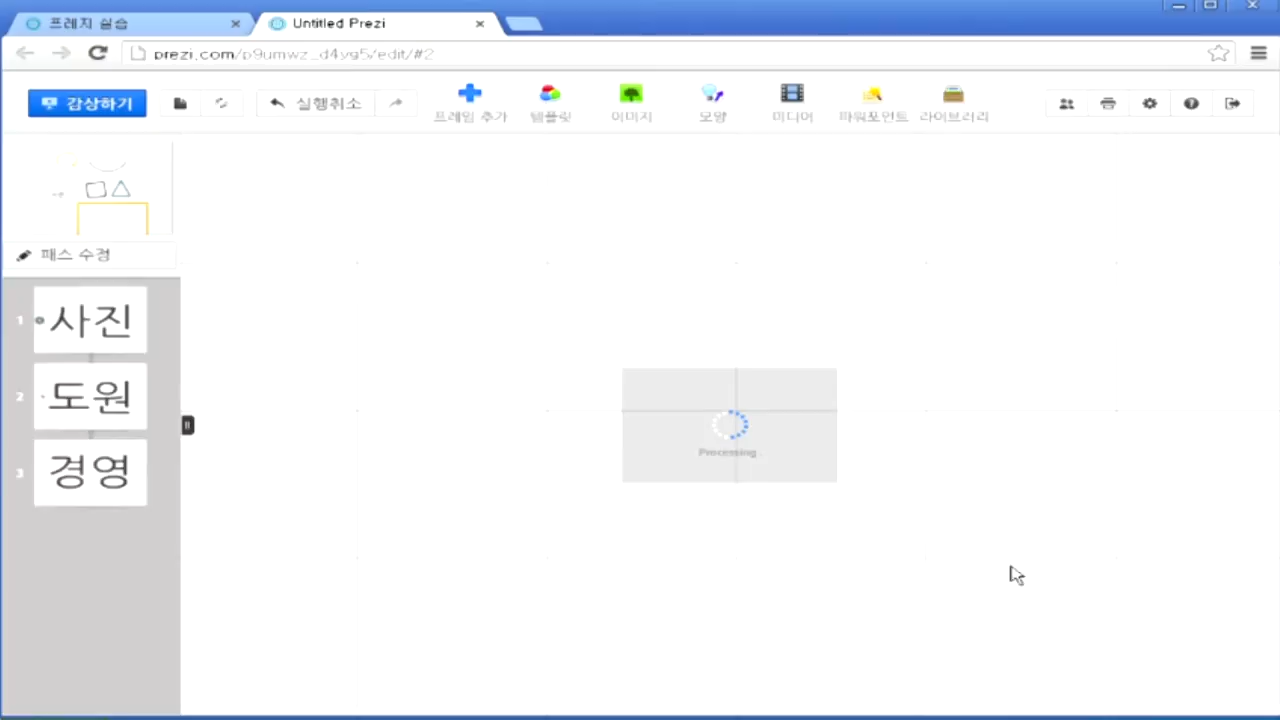 프레지 실습
Untitled Prezi
prezi.com/p9umwz_d4yg5/edit/#2
감상하기
실행취소
프레임 추가
템플릿
이미지
모양
미디어
파워포인트
라이브러리
패스 수정
1
사진
2
도원
3
경영
Processing